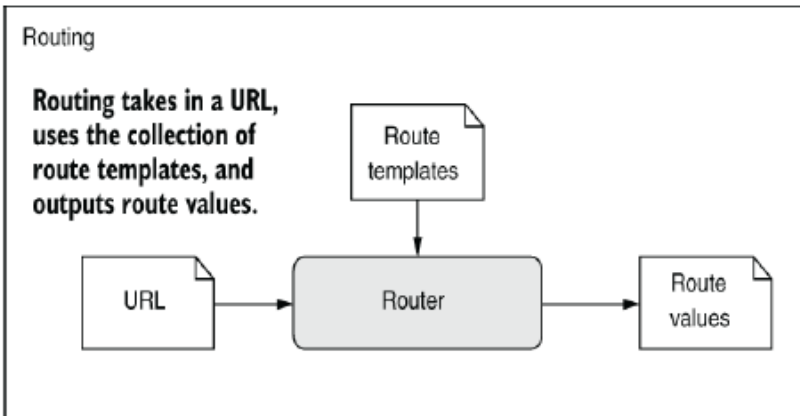 Routing
Routing takes in a URL,
uses the collection of
route templates, and
outputs route values.
Route
templates
URL
Router
Route
values